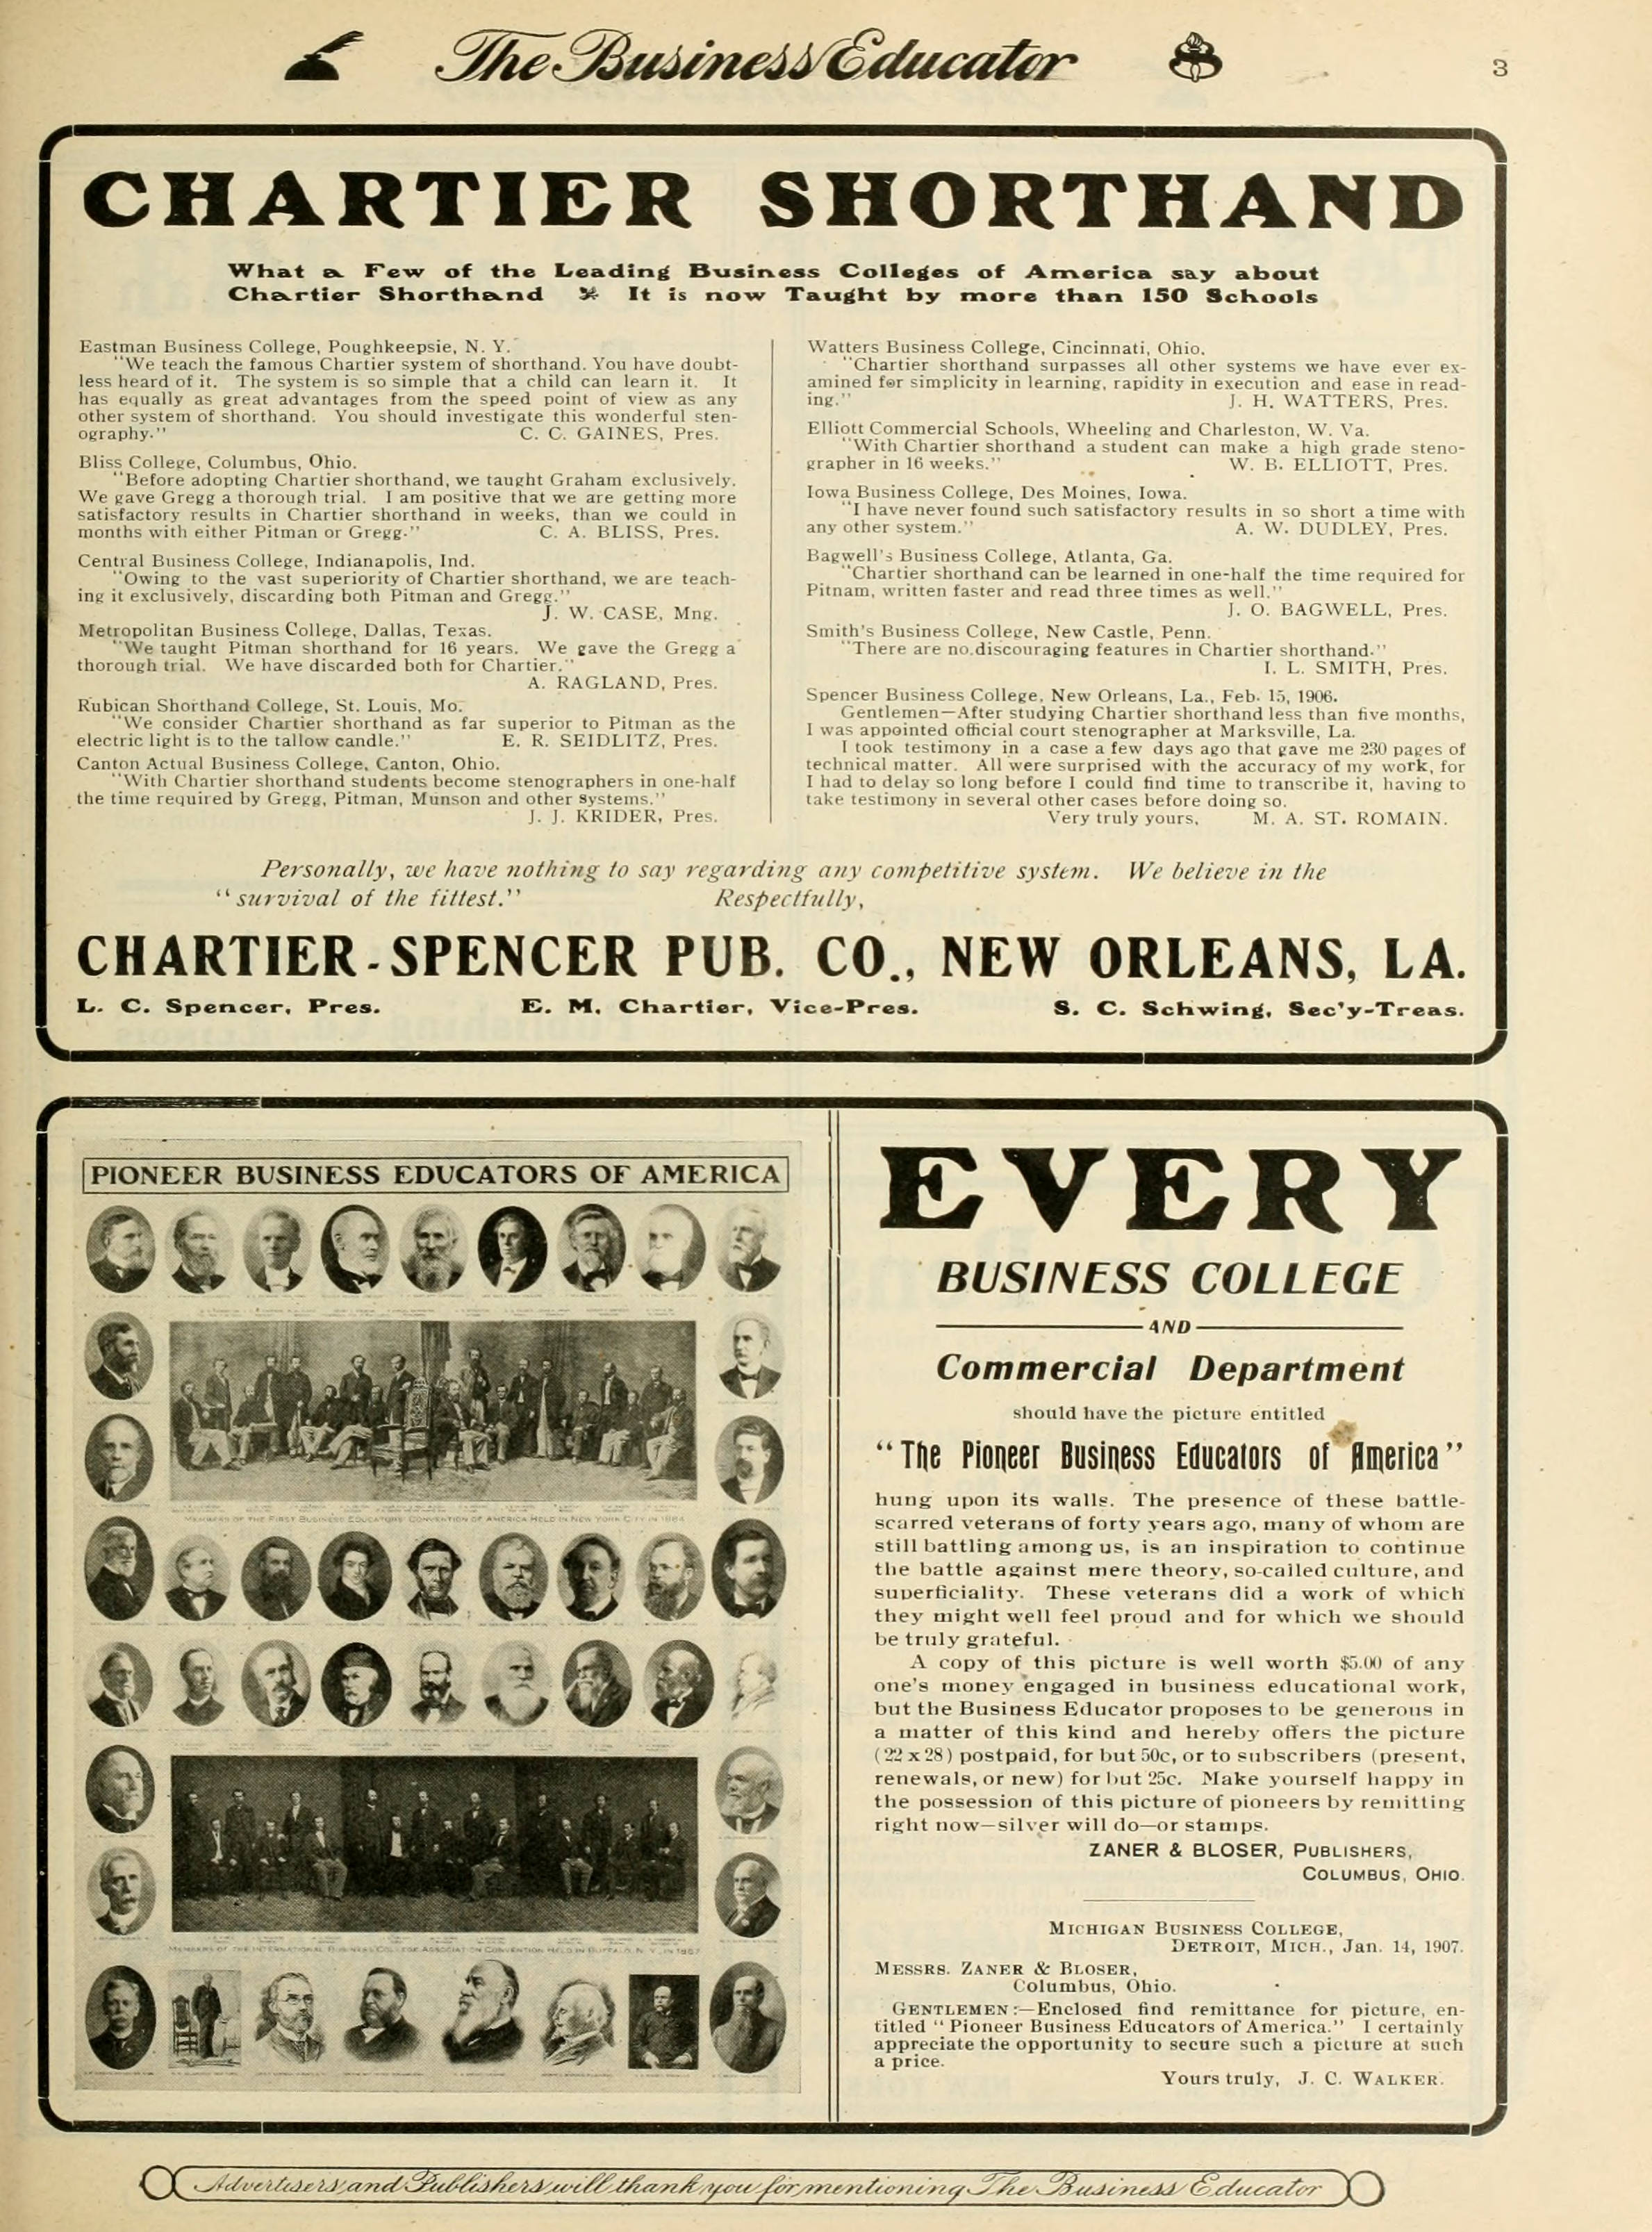 The Business Educator
3
CHARTIER SHORTHAND
What a Few of the Leading Business Colleges of America say about
Chartier Shorthand It is now Taught by more than 150 Schools
Eastman Business College, Poughkeepsie, N. Y.
"We teach the famous Chartier system of shorthand. You have doubt-
less heard of it. The system is so simple that a child can learn it. It
has equally as great advantages from the speed point of view as any
other system of shorthand. You should investigate this wonderful sten-
ography." C. C. GAINES, Pres.
Bliss College, Columbus, Ohio.
"Before adopting Chartier shorthand, we taught Graham exclusively.
We gave Gregg a thorough trial. I am positive that we are getting more
satisfactory results in Chartier shorthand in weeks, than we could in
months with either Pitman or Gregg." C. A. BLISS, Pres.
Central Business College, Indianapolis, Ind.
"Owing to the vast superiority of Chartier shorthand, we are teach-
ing it exclusively, discarding both Pitman and Gregg."
J. W. CASE, Mng.
Metropolitan Business College, Dallas, Texas.
"We taught Pitman shorthand for 16 years. We gave the Gregg a
thorough trial. We have discarded both for Chartier."
A. RAGLAND, Pres.
Rubican Shorthand College, St. Louis, Mo.
"We consider Chartier shorthand as far superior to Pitman as the
electric light is to the tallow candle." E. R. SEIDLITZ, Pres.
Canton Actual Business College, Canton, Ohio.
"With Chartier shorthand students become stenographers in one-half
the time required by Gregg, Pitman, Munson and other systems."
J. J. KRIDER, Pres.
Watters Business College, Cincinnati, Ohio.
"Chartier shorthand surpasses all other systems we have ever ex-
amined for simplicity in learning, rapidity in execution and ease in read-
ing." J. H. WATTERS, Pres.
Elliott Commercial Schools, Wheeling and Charleston, W. Va.
"With Chartier shorthand a student can make a high grade steno-
grapher in 16 weeks." W. B. ELLIOTT, Pres.
Iowa Business College, Des Moines, Iowa.
"I have never found such satisfactory results in so short a time with
any other system." A. W. DUDLEY, Pres.
Bagwell's Business College, Atlanta, Ga.
"Chartier shorthand can be learned in one-half the time required for
Pitnam, written faster and read three times as well."
J. O. BAGWELL, Pres.
Smith's Business College, New Castle, Penn.
"There are no discouraging features in Chartier shorthand."
I. L. SMITH, Pres.
Spencer Business College, New Orleans, La., Feb. 15, 1906.
Gentlemen—After studying Chartier shorthand less than five months,
I was appointed official court stenographer at Marksville, La.
I took testimony in a case a few days ago that gave me 230 pages of
technical matter. All were surprised with the accuracy of my work, for
I had to delay so long before I could find time to transcribe it, having to
take testimony in several other cases before doing so.
Very truly yours, M. A. ST. ROMAIN.
Personally, we have nothing to say regarding any competitive system. We believe in the
"survival of the fittest." Respectfully,
CHARTIER-SPENCER PUB. CO., NEW ORLEANS, LA.
L. C. Spencer, Pres. E. M. Chartier, Vice-Pres. S. C. Schwing, Sec'y-Treas.
PIONEER BUSINESS EDUCATORS OF AMERICA
MEMBERS OF THE FIRST BUSINESS EDUCATORS' CONVENTION OF AMERICA HELD IN NEW YORK CITY IN 1864
MEMBERS OF THE INTERNATIONAL BUSINESS COLLEGE ASSOCIATION CONVENTION HELD IN BUFFALO, N. Y., IN 1867
EVERY
BUSINESS COLLEGE
AND
Commercial Department
should have the picture entitled
"The Pioneer Business Educators of America"
hung upon its walls. The presence of these battle-
scarred veterans of forty years ago, many of whom are
still battling among us, is an inspiration to continue
the battle against mere theory, so-called culture, and
superficiality. These veterans did a work of which
they might well feel proud and for which we should
be truly grateful.
A copy of this picture is well worth $5.00 of any
one's money engaged in business educational work,
but the Business Educator proposes to be generous in
a matter of this kind and hereby offers the picture
(22 x 28) postpaid, for but 50c, or to subscribers (present,
renewals, or new) for but 25c. Make yourself happy in
the possession of this picture of pioneers by remitting
right now—silver will do—or stamps.
ZANER & BLOSER, PUBLISHERS,
COLUMBUS, OHIO.
MICHIGAN BUSINESS COLLEGE,
DETROIT, MICH., Jan. 14, 1907.
MESSRS. ZANER & BLOSER,
Columbus, Ohio.
GENTLEMEN:—Enclosed find remittance for picture, en-
titled "Pioneer Business Educators of America." I certainly
appreciate the opportunity to secure such a picture at such
a price.
Yours truly, J. C. WALKER.
Advertisers and Publishers will thank you for mentioning The Business Educator